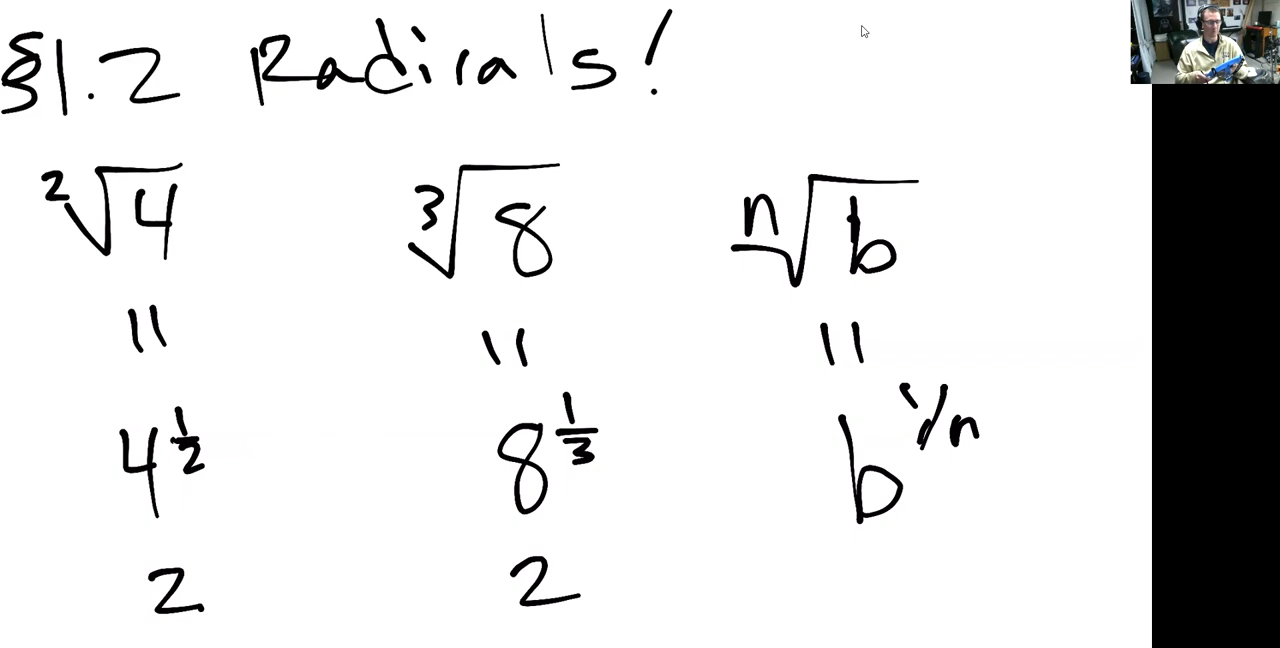 §1.2 Radicals!
²√4 ³√8 ⁿ√b
= = =
4^{1/2} 8^{1/3} b^{1/n}
2 2